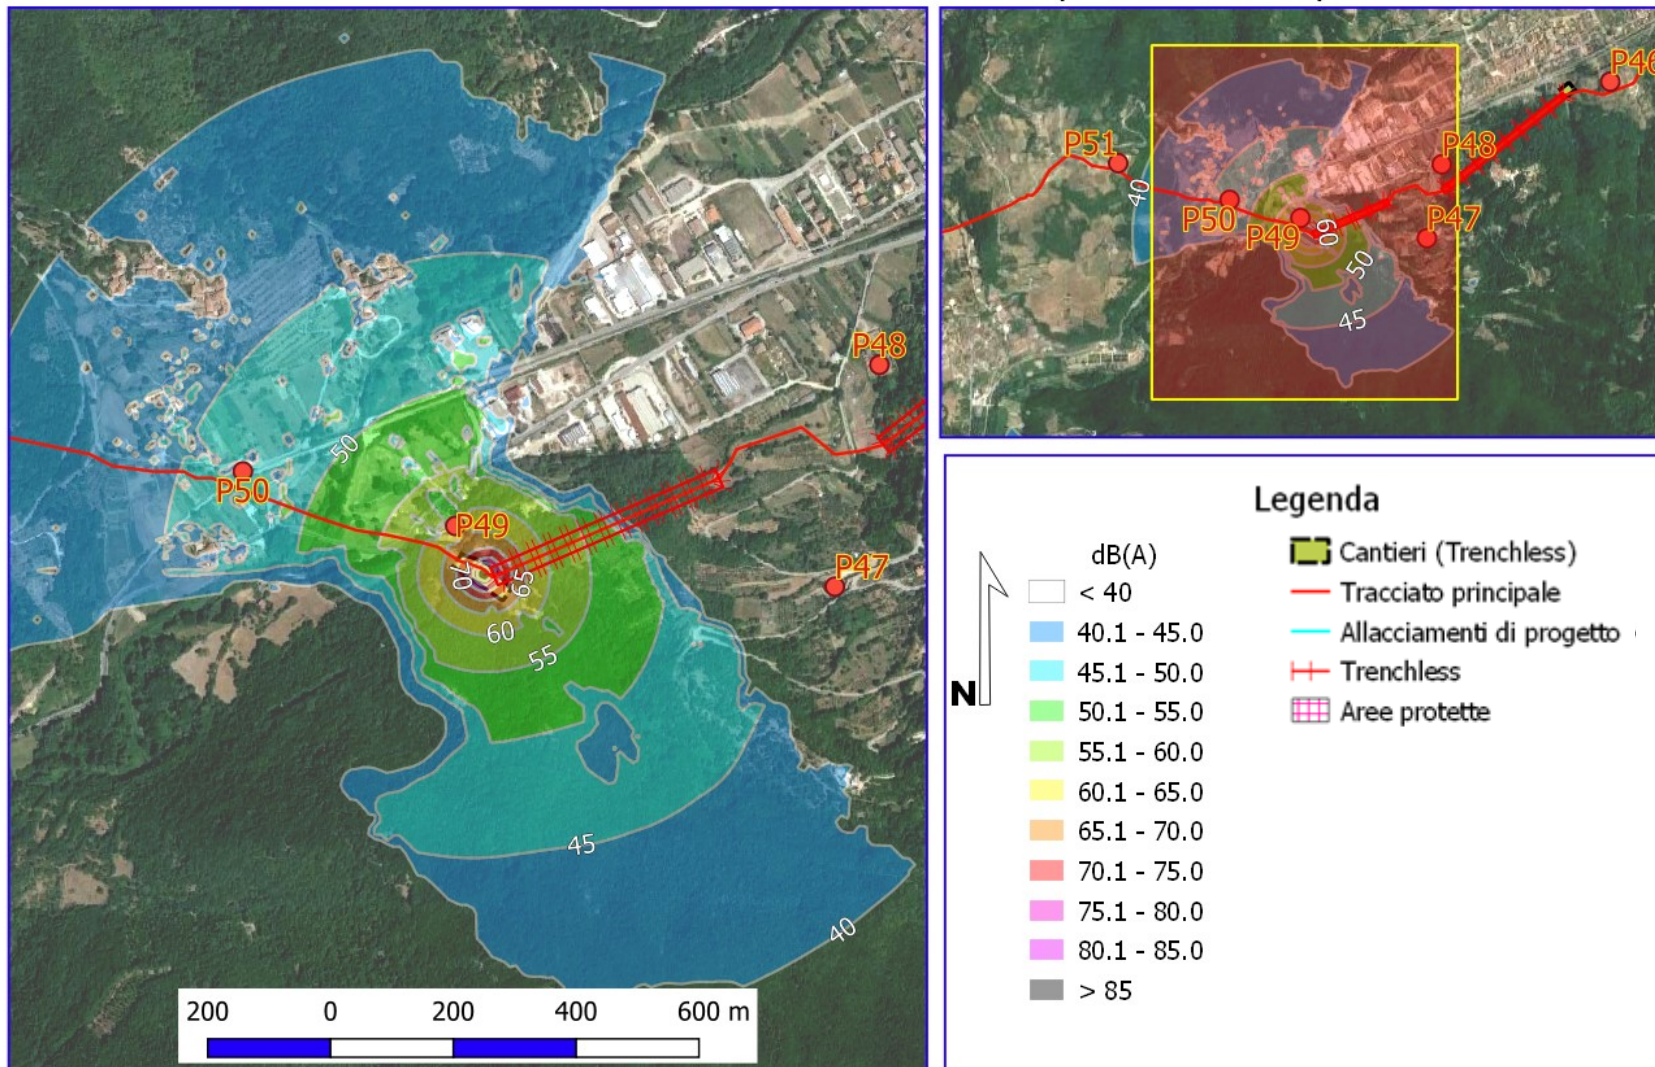 P48
50
P50
P49
70
65
P47
60
55
45
40
200 0 200 400 600 m
P46
P51
P48
40
P50
P49
60
P47
50
45
Legenda
dB(A)
< 40
40.1 - 45.0
45.1 - 50.0
50.1 - 55.0
55.1 - 60.0
60.1 - 65.0
65.1 - 70.0
70.1 - 75.0
75.1 - 80.0
80.1 - 85.0
> 85
N
Cantieri (Trenchless)
Tracciato principale
Allacciamenti di progetto
Trenchless
Aree protette